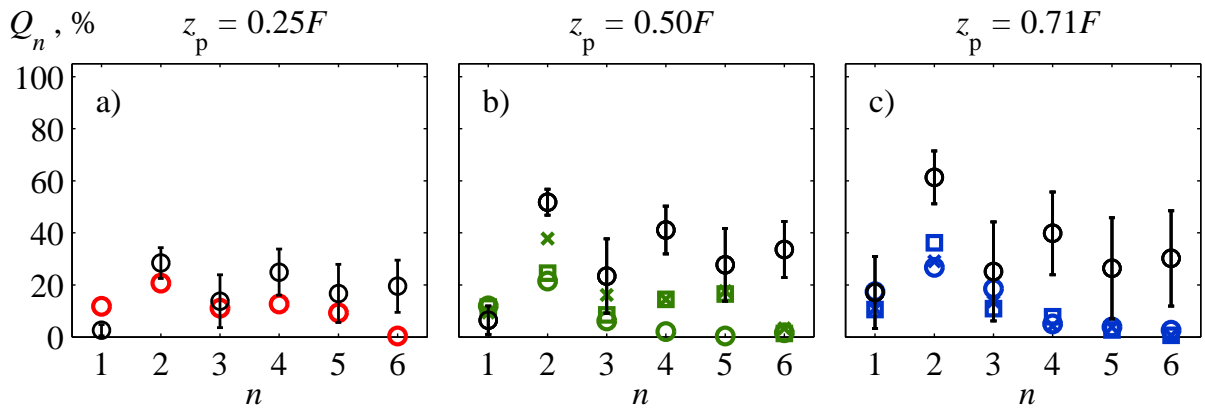 Q_n , % z_p = 0.25F z_p = 0.50F z_p = 0.71F
100
80
60
40
20
0
a) b) c)
1 2 3 4 5 6 1 2 3 4 5 6 1 2 3 4 5 6
n n n